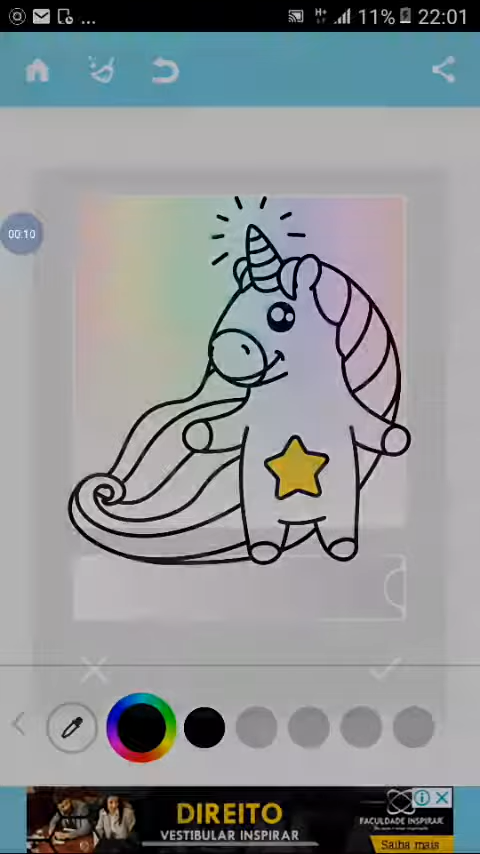 ... H+ 11% 22:01
00:10
DIREITO
VESTIBULAR INSPIRAR
FACULDADE INSPIRAR
Saiba mais